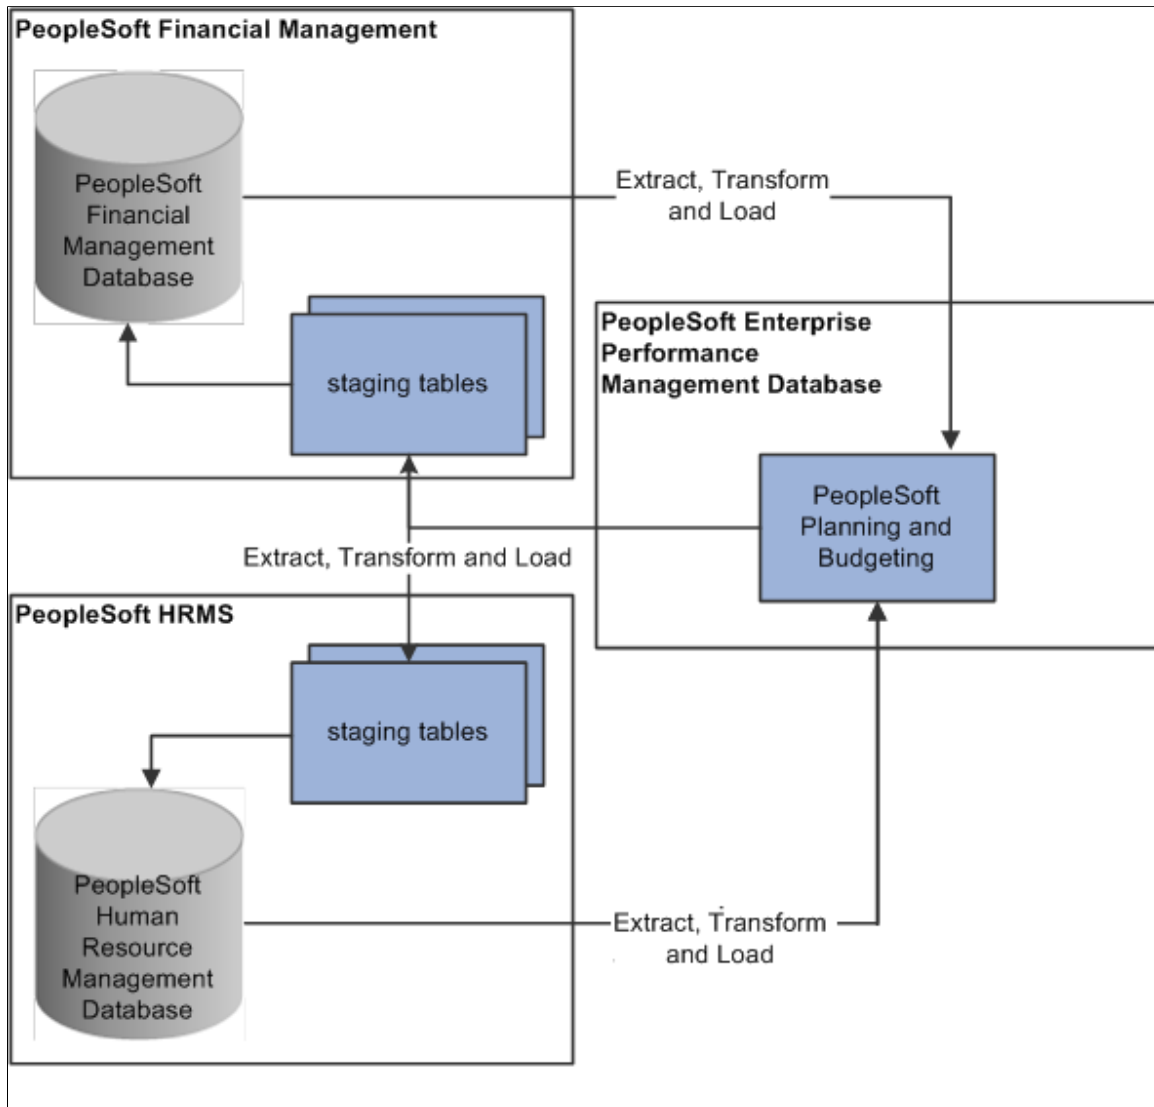 PeopleSoft Financial Management
PeopleSoft
Financial
Management
Database
Extract, Transform
and Load
staging tables
PeopleSoft Enterprise
Performance
Management Database
PeopleSoft
Planning and
Budgeting
Extract, Transform and Load
PeopleSoft HRMS
staging tables
PeopleSoft
Human
Resource
Management
Database
Extract, Transform
and Load